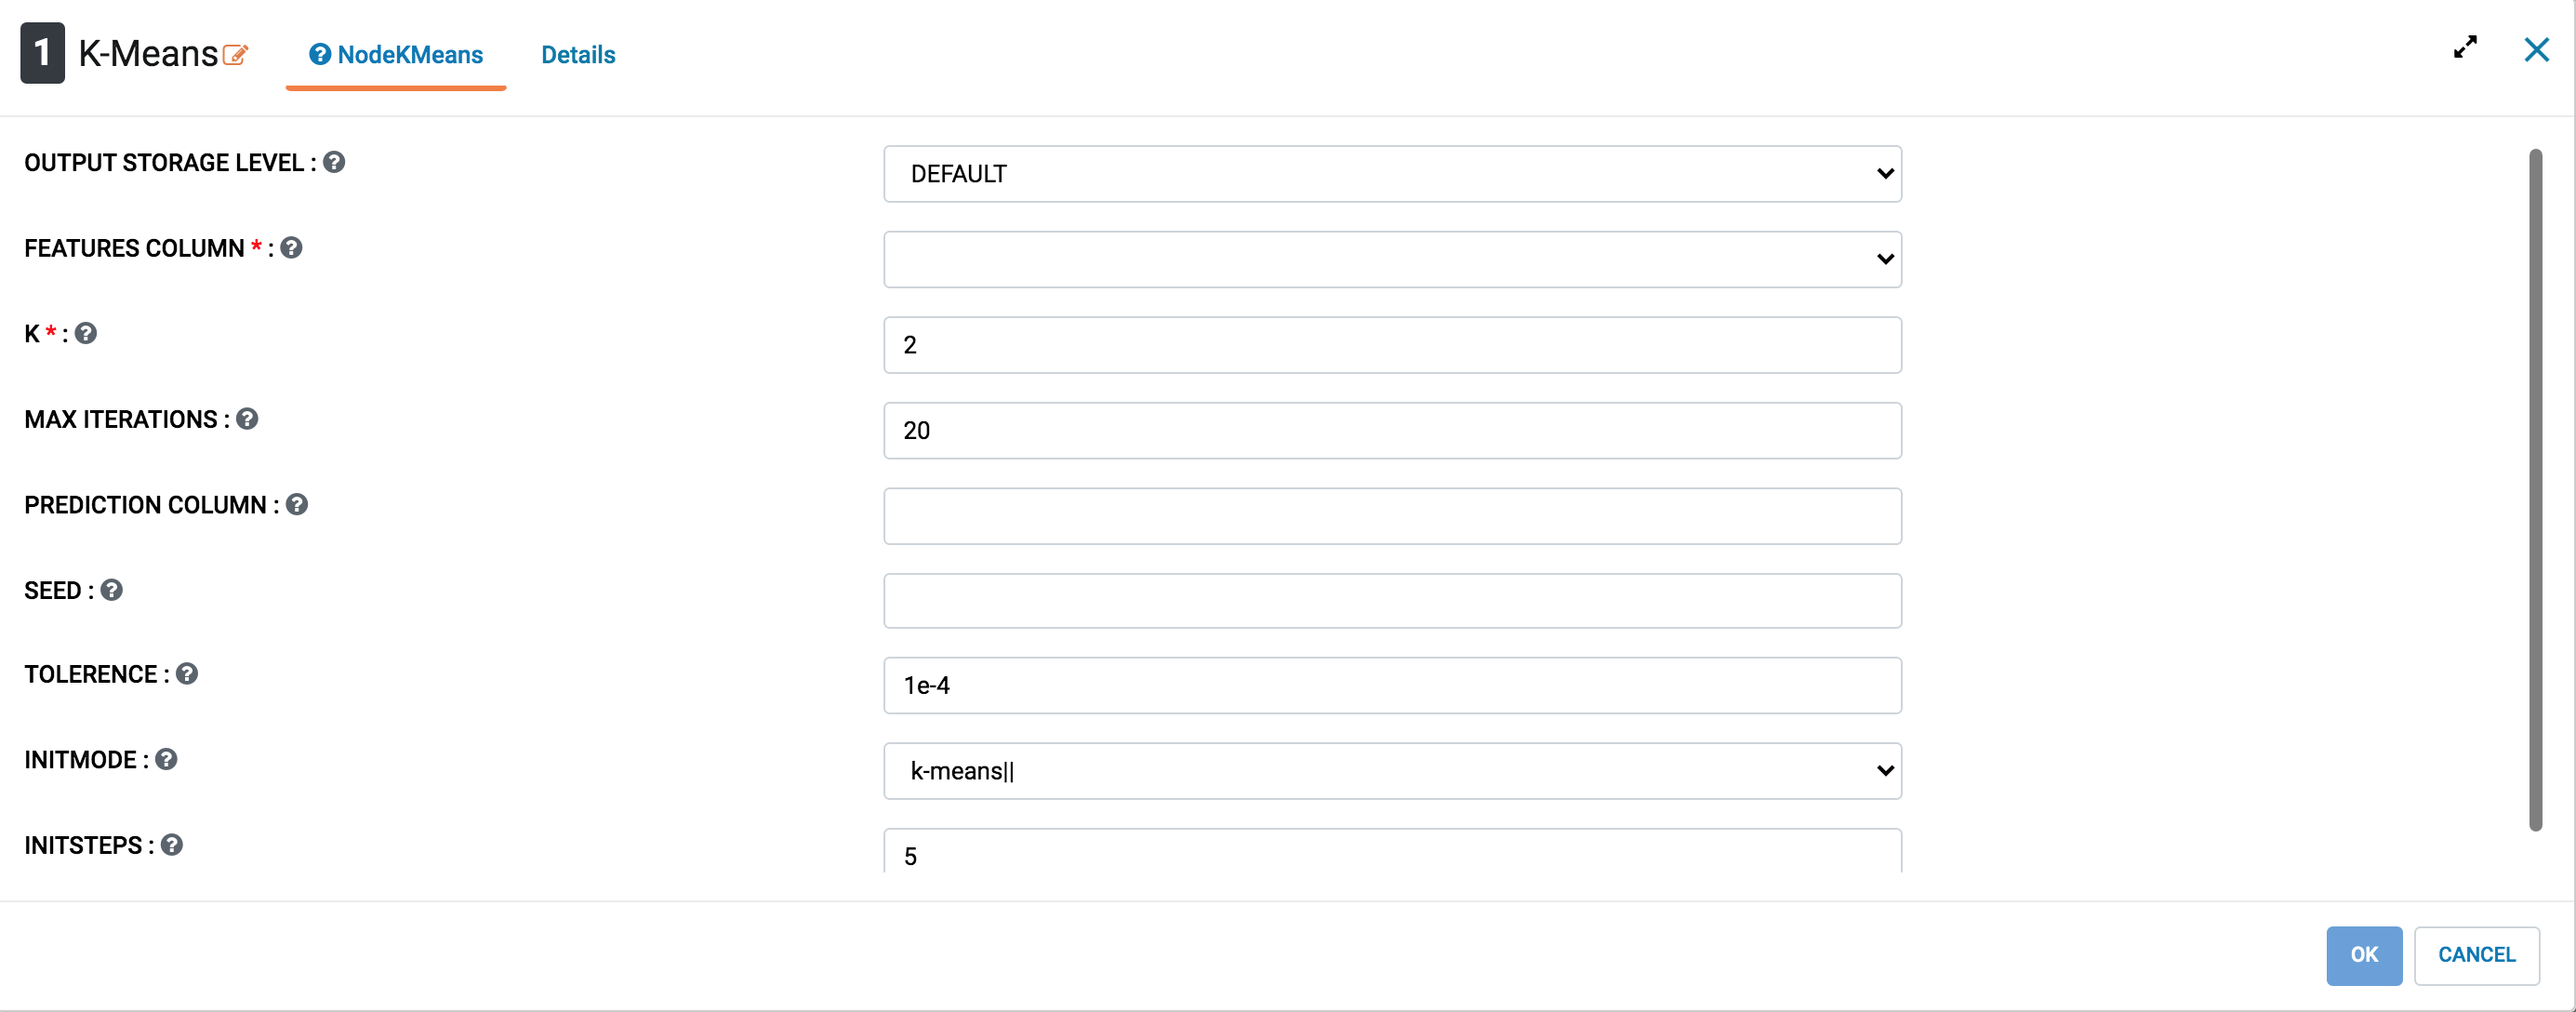 1 K-Means NodeKMeans Details
OUTPUT STORAGE LEVEL : DEFAULT
FEATURES COLUMN * :
K * : 2
MAX ITERATIONS : 20
PREDICTION COLUMN :
SEED :
TOLERENCE : 1e-4
INITMODE : k-means||
INITSTEPS : 5
OK CANCEL